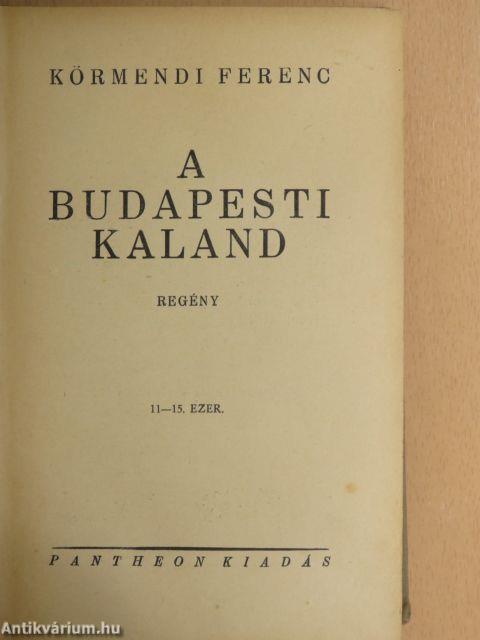 KÖRMENDI FERENC
A
BUDAPESTI
KALAND
REGÉNY
11—15. EZER.
PANTHEON KIADÁS
Antikvárium.hu